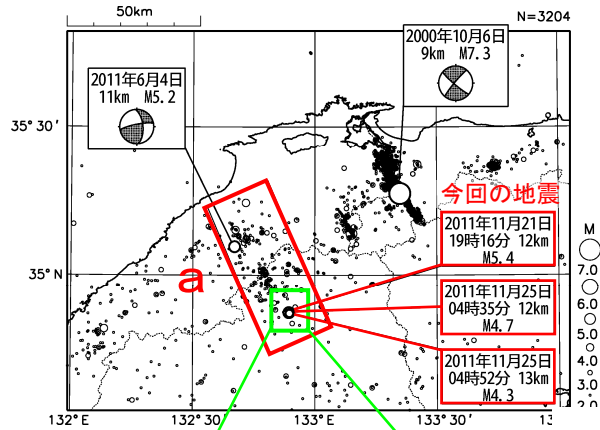 50km
N=3204
2000年10月6日
9km M7.3
2011年6月4日
11km M5.2
35°30′
今回の地震
2011年11月21日
19時16分 12km
M5.4
a
35°N
2011年11月25日
04時35分 12km
M4.7
2011年11月25日
04時52分 13km
M4.3
M
7.0
6.0
5.0
4.0
3.0
2.0
132°E
132°30′
133°E
133°30′